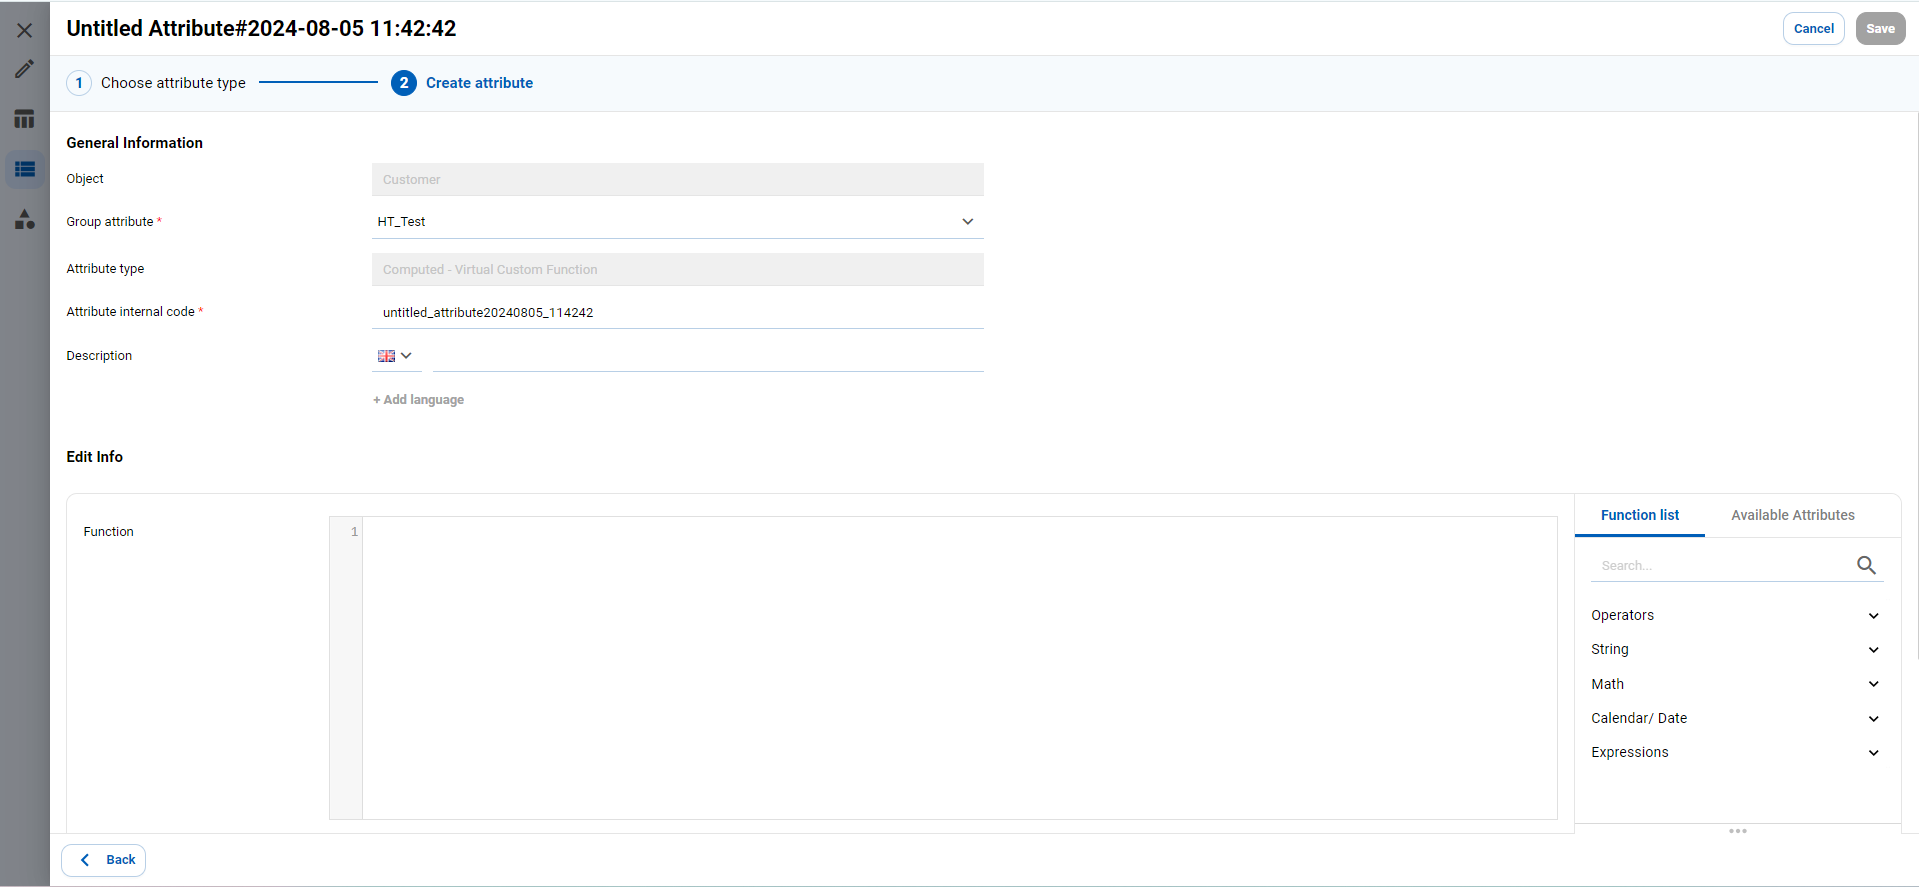 Untitled Attribute#2024-08-05 11:42:42
Cancel
Save
1 Choose attribute type
2 Create attribute
General Information
Object
Customer
Group attribute *
HT_Test
Attribute type
Computed - Virtual Custom Function
Attribute internal code *
untitled_attribute20240805_114242
Description
+ Add language
Edit Info
Function
1
Function list
Available Attributes
Search...
Operators
String
Math
Calendar/ Date
Expressions
Back